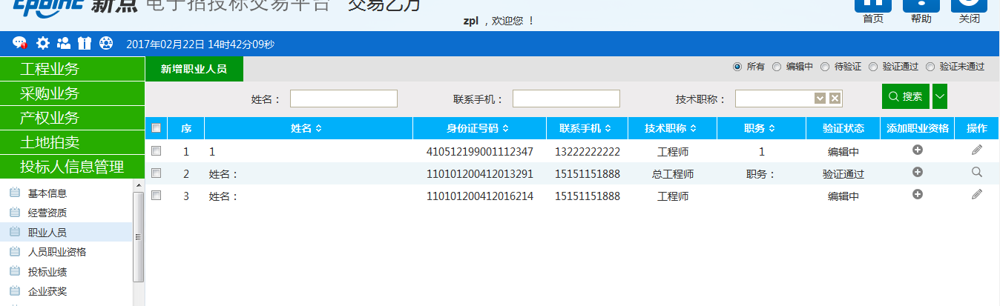 epoint 新点 电子招投标交易平台 交易乙方
zpl ，欢迎您 ！
首页 帮助 关闭
2017年02月22日 14时42分09秒
工程业务
采购业务
产权业务
土地拍卖
投标人信息管理
基本信息
经营资质
职业人员
人员职业资格
投标业绩
企业获奖
新增职业人员
所有 编辑中 待验证 验证通过 验证未通过
姓名： 联系手机： 技术职称： 搜索
序 姓名 身份证号码 联系手机 技术职称 职务 验证状态 添加职业资格 操作
1 1 410512199001112347 13222222222 工程师 1 编辑中
2 姓名： 110101200412013291 15151151888 总工程师 职务： 验证通过
3 姓名： 110101200412016214 15151151888 工程师 编辑中